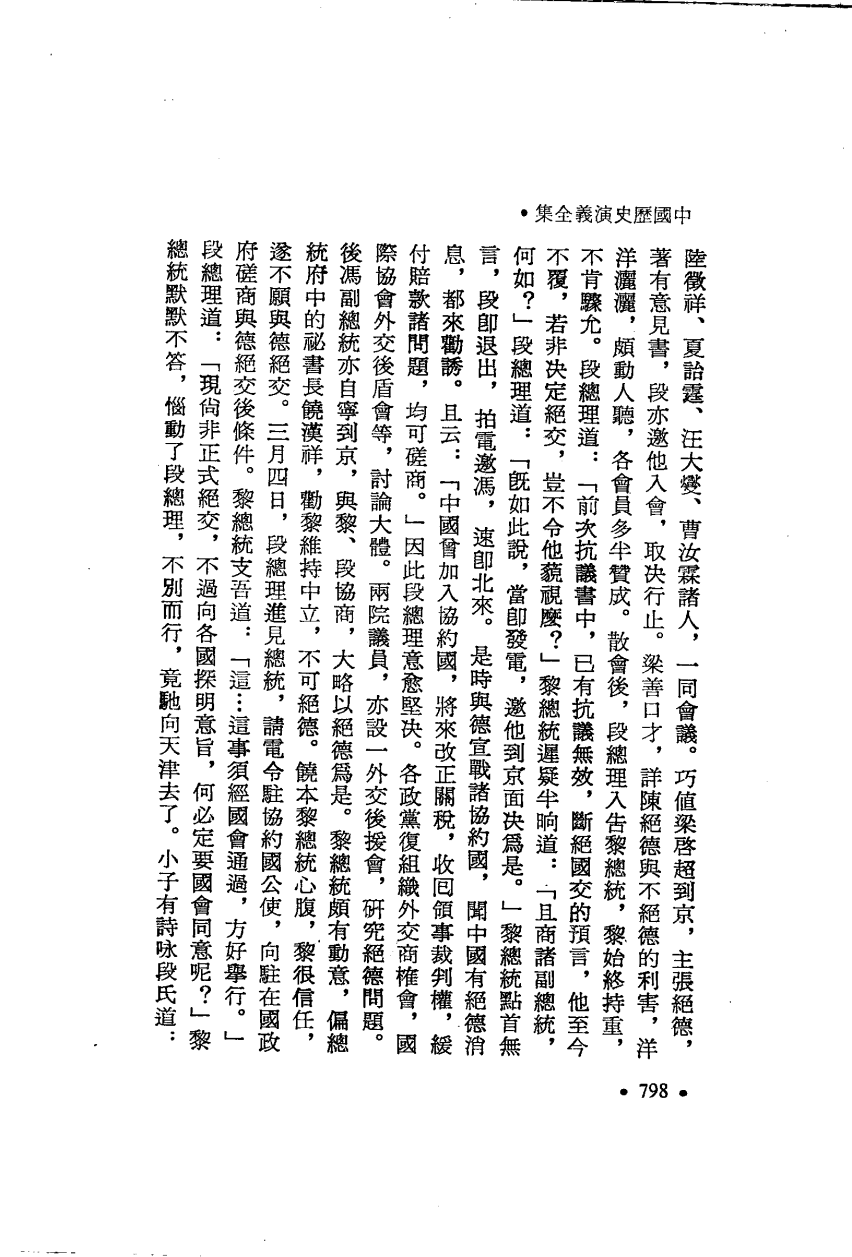 中國歷史演義全集•
陸徵祥、夏詒霆、汪大燮、曹汝霖諸人，一同會議。巧值梁啓超到京，主張絕德，
著有意見書，段亦邀他入會，取决行止。梁善口才，詳陳絕德與不絕德的利害，洋
洋灑灑，頗動人聽，各會員多半贊成。散會後，段總理入告黎總統，黎始終持重，
不肯驟允。段總理道：「前次抗議書中，已有抗議無效，斷絕國交的預言，他至今
不覆，若非决定絕交，豈不令他藐視麽？」黎總統遲疑半晌道：「且商諸副總統，
何如？」段總理道：「旣如此說，當卽發電，邀他到京面决爲是。」黎總統點首無
言，段卽退出，拍電邀馮，速卽北來。是時與德宣戰諸協約國，聞中國有絕德消
息，都來勸誘。且云：「中國曾加入協約國，將來改正關稅，收回領事裁判權，緩
付賠款諸問題，均可磋商。」因此段總理意愈堅决。各政黨復組織外交商榷會，國
際協會外交後盾會等，討論大體。兩院議員，亦設一外交後援會，研究絕德問題。
後馮副總統亦自寧到京，與黎、段協商，大略以絕德爲是。黎總統頗有動意，偏總
統府中的祕書長饒漢祥，勸黎維持中立，不可絕德。饒本黎總統心腹，黎很信任，
遂不願與德絕交。三月四日，段總理進見總統，請電令駐協約國公使，向駐在國政
府磋商與德絕交後條件。黎總統支吾道：「這…這事須經國會通過，方好舉行。」
段總理道：「現尙非正式絕交，不過向各國探明意旨，何必定要國會同意呢？」黎
總統默默不答，惱動了段總理，不別而行，竟馳向天津去了。小子有詩咏段氏道：
• 798 •